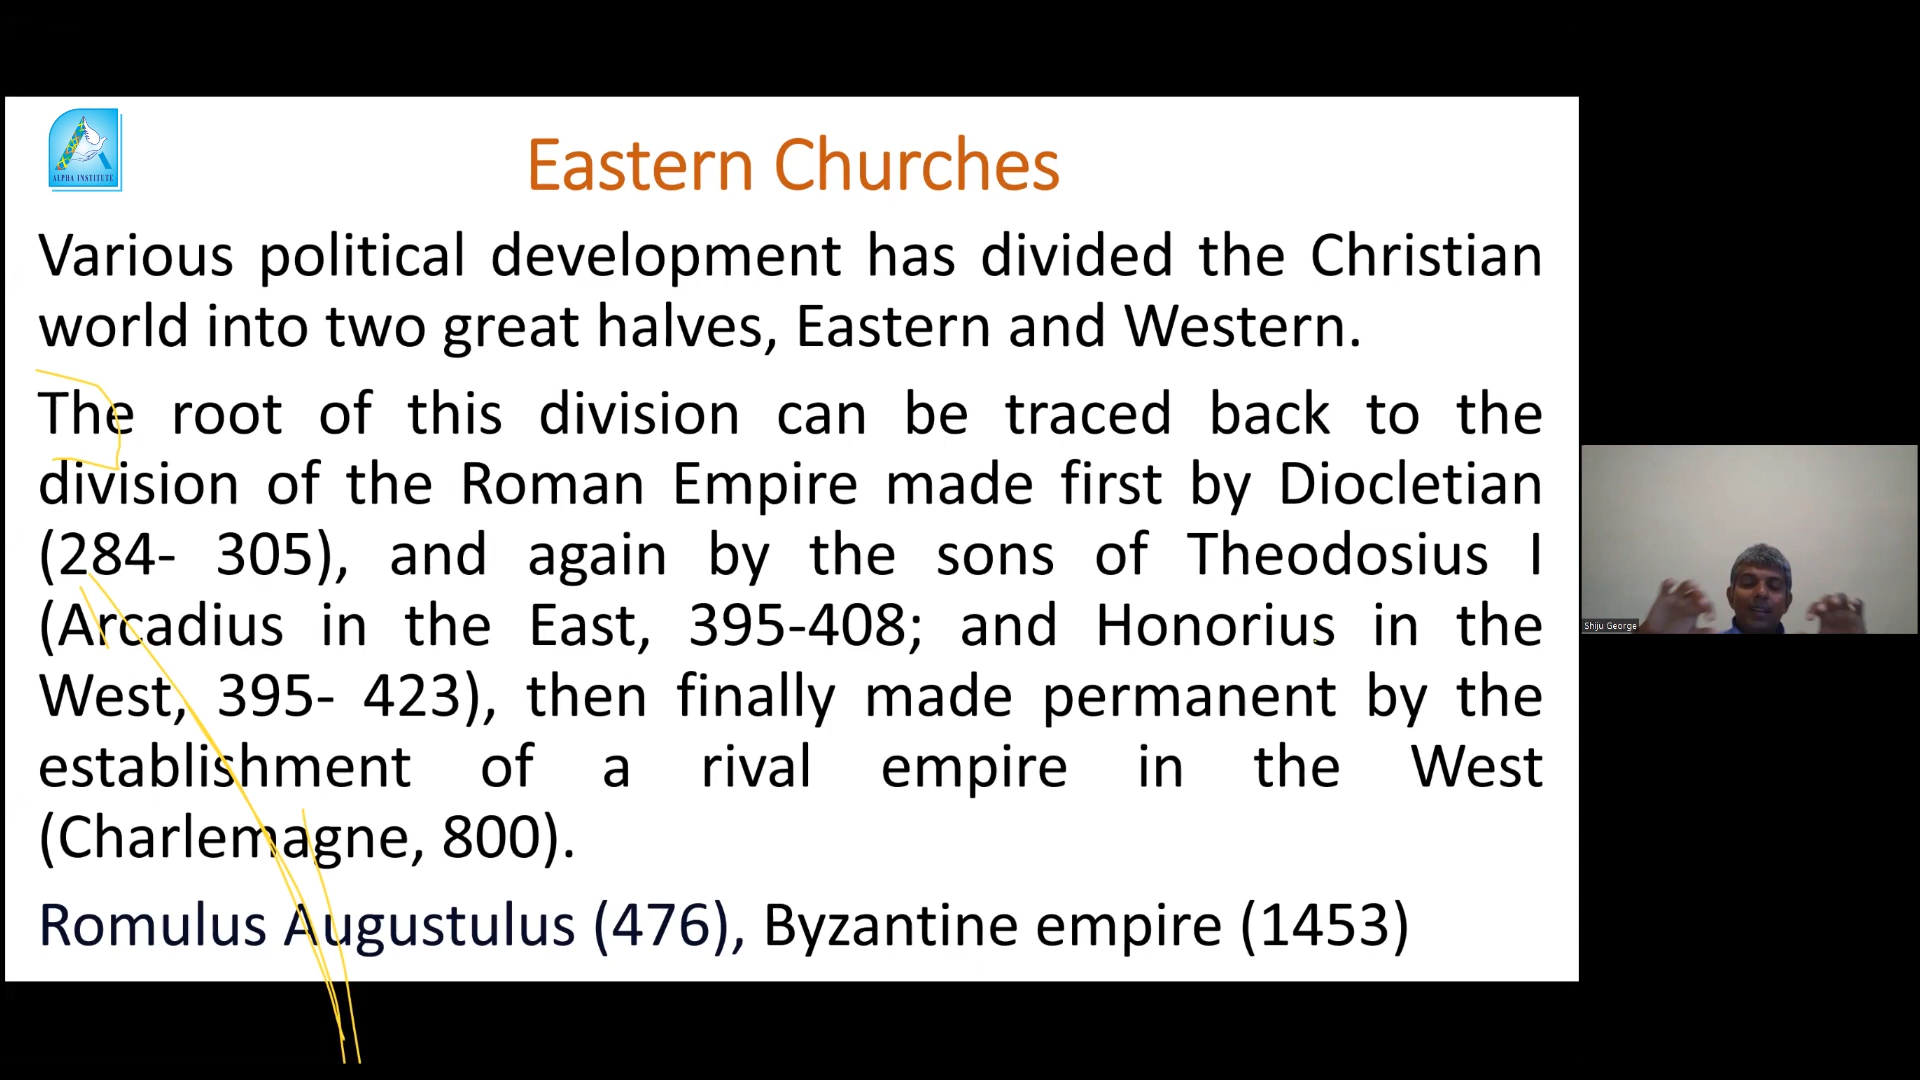 ALPHA INSTITUTE
Eastern Churches
Various political development has divided the Christian
world into two great halves, Eastern and Western.
The root of this division can be traced back to the
division of the Roman Empire made first by Diocletian
(284- 305), and again by the sons of Theodosius I
(Arcadius in the East, 395-408; and Honorius in the
West, 395- 423), then finally made permanent by the
establishment of a rival empire in the West
(Charlemagne, 800).
Romulus Augustulus (476), Byzantine empire (1453)
Shiju George